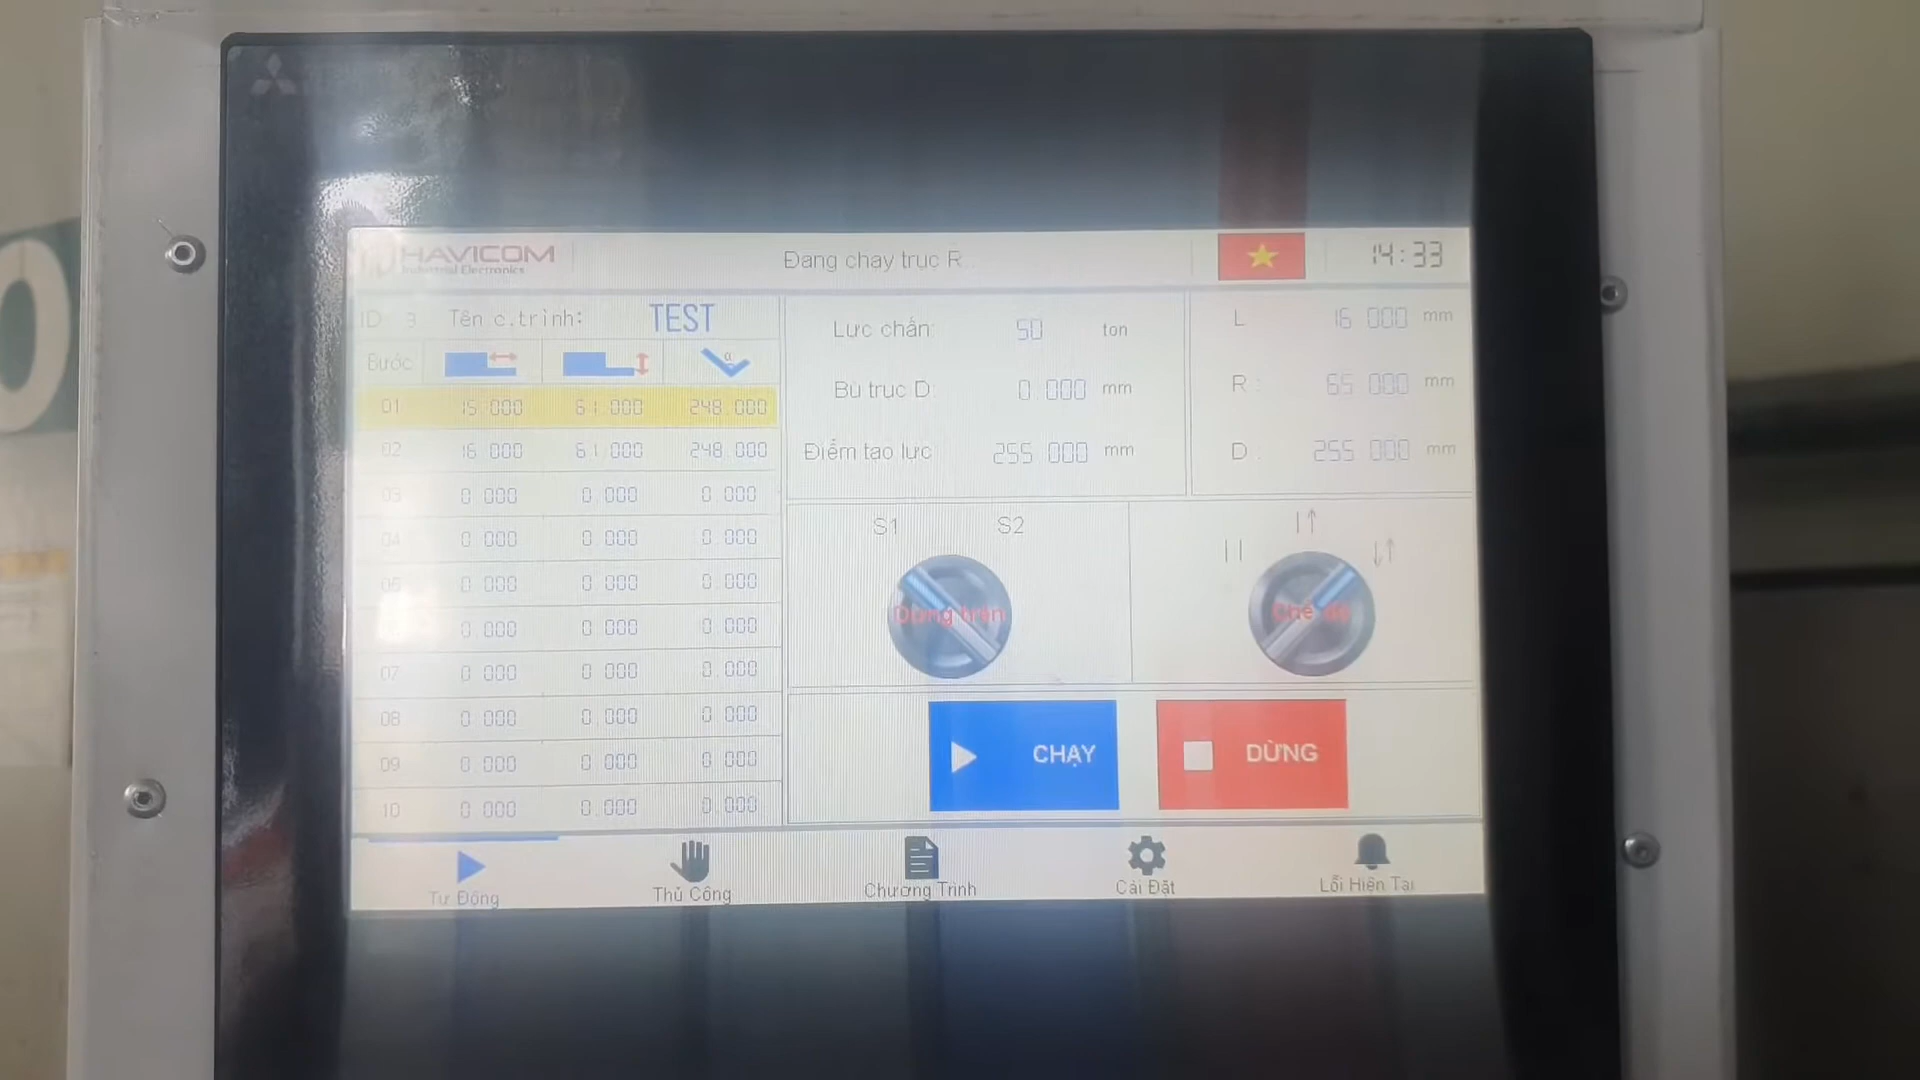 HAVICOM
Industrial Electronics
Đang chạy trục R...
14:33
ID 3 Tên c.trình: TEST
Bước α
01 15.000 61.000 248.000
02 16.000 61.000 248.000
03 0.000 0.000 0.000
04 0.000 0.000 0.000
05 0.000 0.000 0.000
0.000 0.000 0.000
07 0.000 0.000 0.000
08 0.000 0.000 0.000
09 0.000 0.000 0.000
10 0.000 0.000 0.000
Lực chấn: 50 ton
Bù trục D: 0.000 mm
Điểm tạo lực 255.000 mm
L 16.000 mm
R : 65.000 mm
D : 255.000 mm
S1 S2
Dừng trên
Chế độ
CHẠY
DỪNG
Tự Động
Thủ Công
Chương Trình
Cài Đặt
Lỗi Hiện Tại